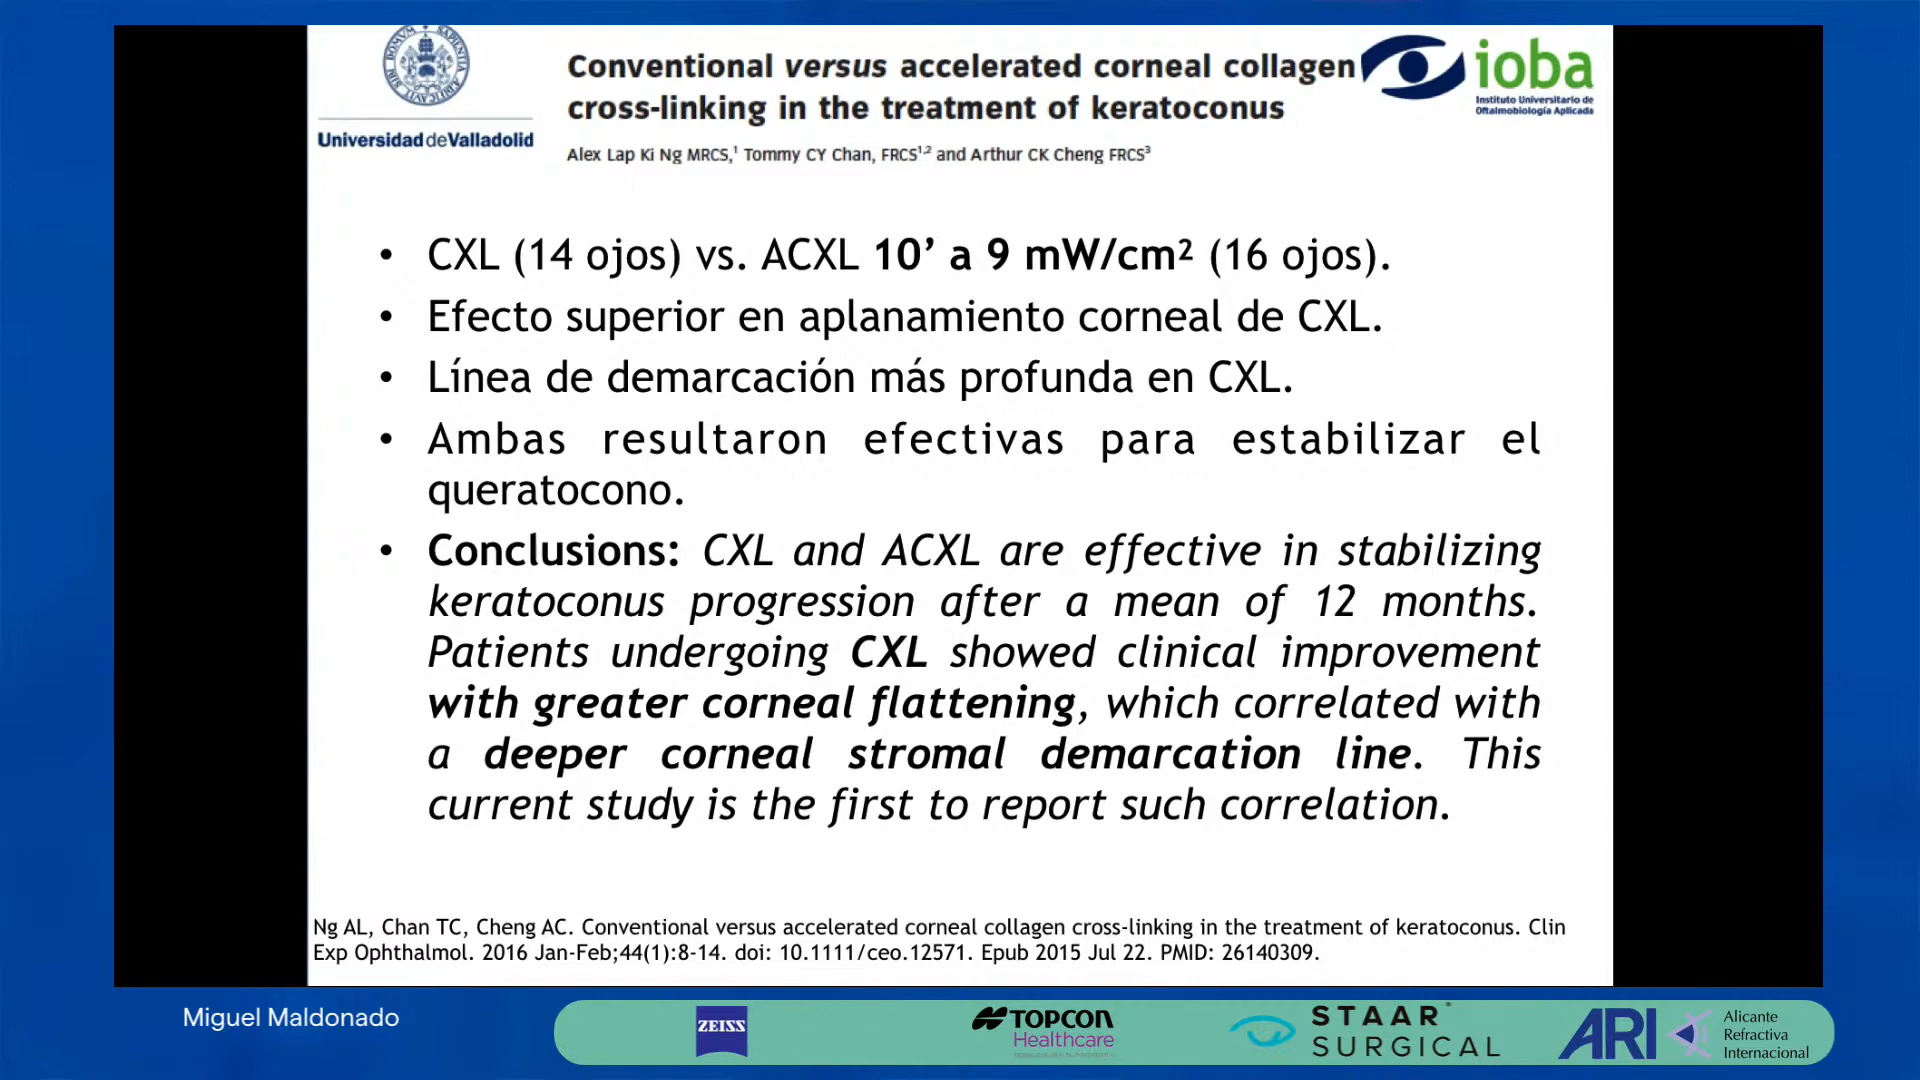 Conventional versus accelerated corneal collagen
cross-linking in the treatment of keratoconus
Alex Lap Ki Ng MRCS,¹ Tommy CY Chan, FRCS¹,² and Arthur CK Cheng FRCS³
Universidad de Valladolid
ioba
Instituto Universitario de
Oftalmobiología Aplicada
• CXL (14 ojos) vs. ACXL 10’ a 9 mW/cm² (16 ojos).
• Efecto superior en aplanamiento corneal de CXL.
• Línea de demarcación más profunda en CXL.
• Ambas resultaron efectivas para estabilizar el
queratocono.
• Conclusions: CXL and ACXL are effective in stabilizing
keratoconus progression after a mean of 12 months.
Patients undergoing CXL showed clinical improvement
with greater corneal flattening, which correlated with
a deeper corneal stromal demarcation line. This
current study is the first to report such correlation.
Ng AL, Chan TC, Cheng AC. Conventional versus accelerated corneal collagen cross-linking in the treatment of keratoconus. Clin
Exp Ophthalmol. 2016 Jan-Feb;44(1):8-14. doi: 10.1111/ceo.12571. Epub 2015 Jul 22. PMID: 26140309.
Miguel Maldonado
ZEISS
TOPCON
Healthcare
STAAR
SURGICAL
ARI
Alicante
Refractiva
Internacional